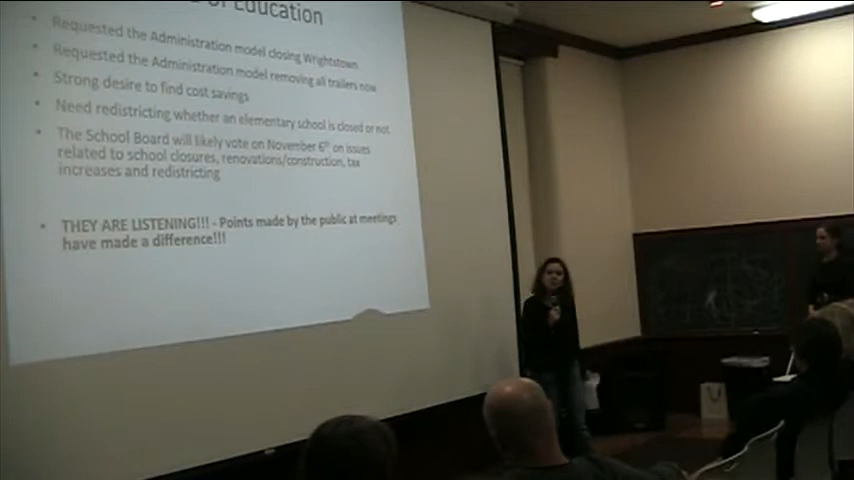 of Education
Requested the Administration model closing Wrightstown
Requested the Administration model removing all trailers now
Strong desire to find cost savings
Need redistricting whether an elementary school is closed or not
The School Board will likely vote on November 6th on issues
related to school closures, renovations/construction, tax
increases and redistricting
THEY ARE LISTENING!!! - Points made by the public at meetings
have made a difference!!!